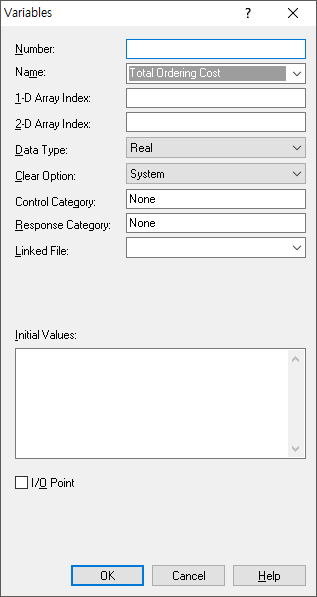 Variables
Number:
Name: Total Ordering Cost
1-D Array Index:
2-D Array Index:
Data Type: Real
Clear Option: System
Control Category: None
Response Category: None
Linked File:
Initial Values:
I/O Point
OK Cancel Help